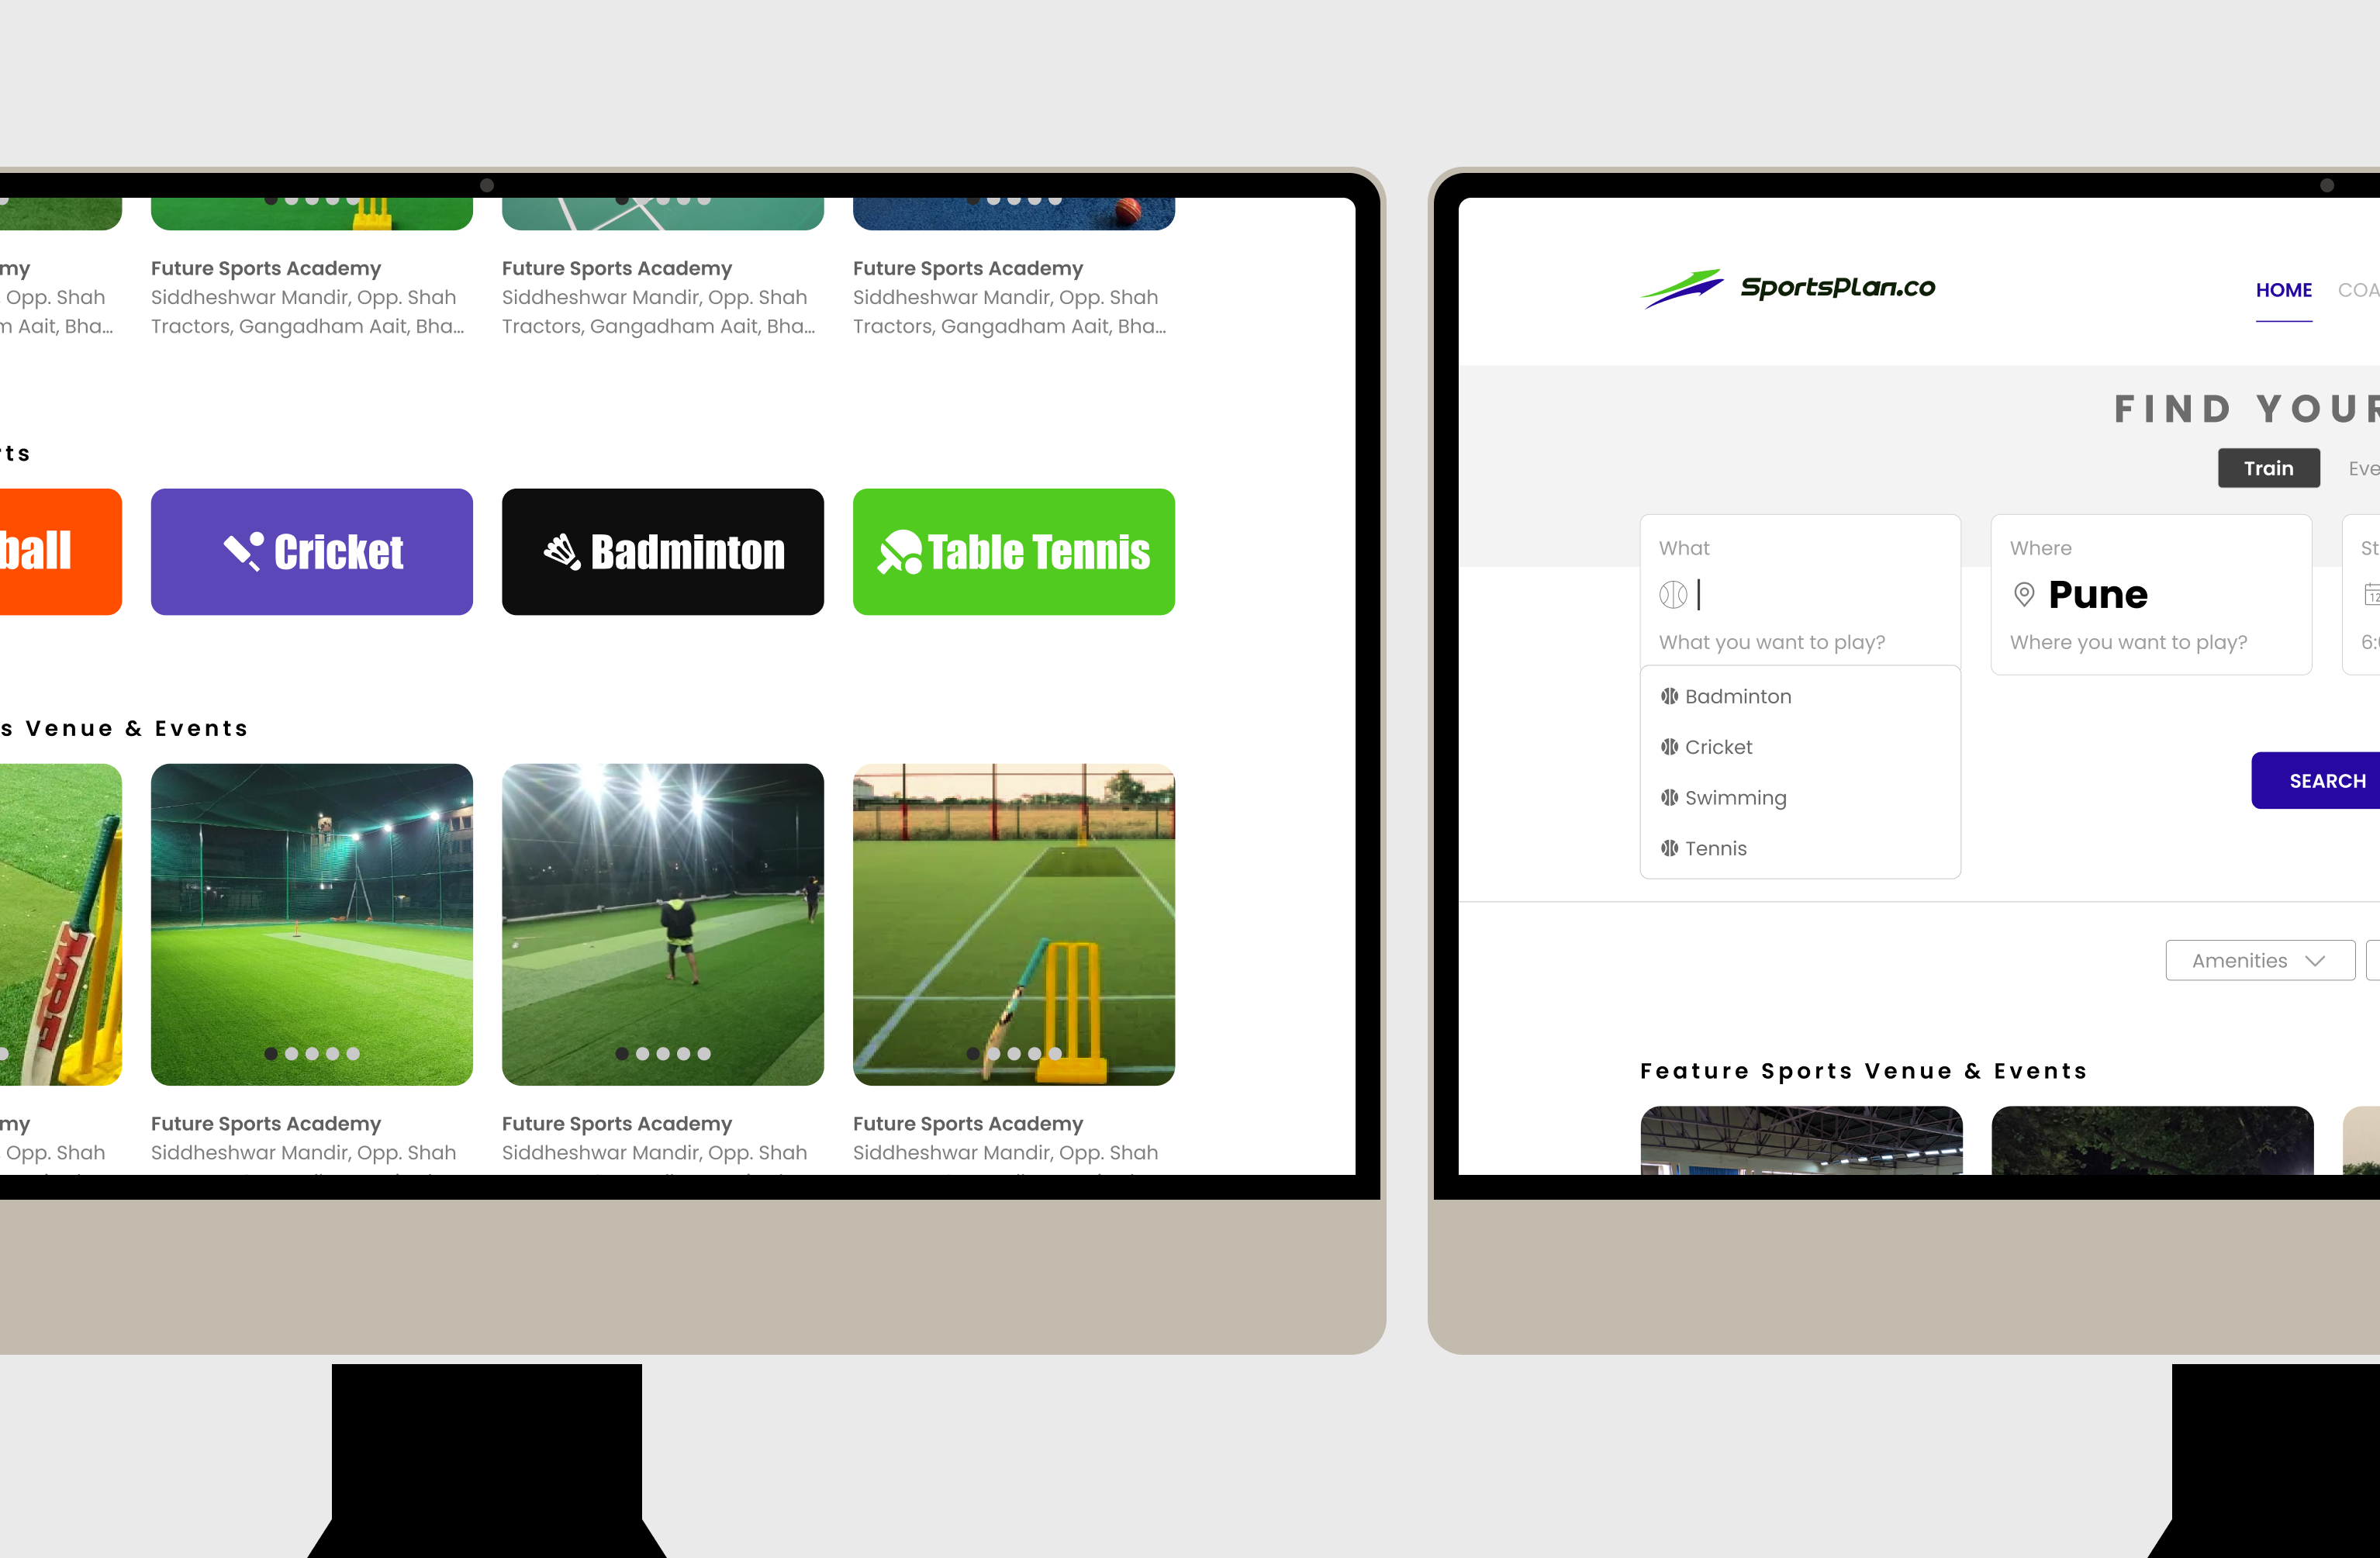 my
Opp. Shah
Aait, Bha...
Future Sports Academy
Siddheshwar Mandir, Opp. Shah
Tractors, Gangadham Aait, Bha...
Future Sports Academy
Siddheshwar Mandir, Opp. Shah
Tractors, Gangadham Aait, Bha...
Future Sports Academy
Siddheshwar Mandir, Opp. Shah
Tractors, Gangadham Aait, Bha...
rts
ball
Cricket
Badminton
Table Tennis
s Venue & Events
MRF
my
Opp. Shah
Future Sports Academy
Siddheshwar Mandir, Opp. Shah
Future Sports Academy
Siddheshwar Mandir, Opp. Shah
Future Sports Academy
Siddheshwar Mandir, Opp. Shah
SportsPlan.co
HOME
COA
FIND YOUR
Train
Eve
What
What you want to play?
Badminton
Cricket
Swimming
Tennis
Where
Pune
Where you want to play?
St
12
6:
SEARCH
Amenities
Feature Sports Venue & Events